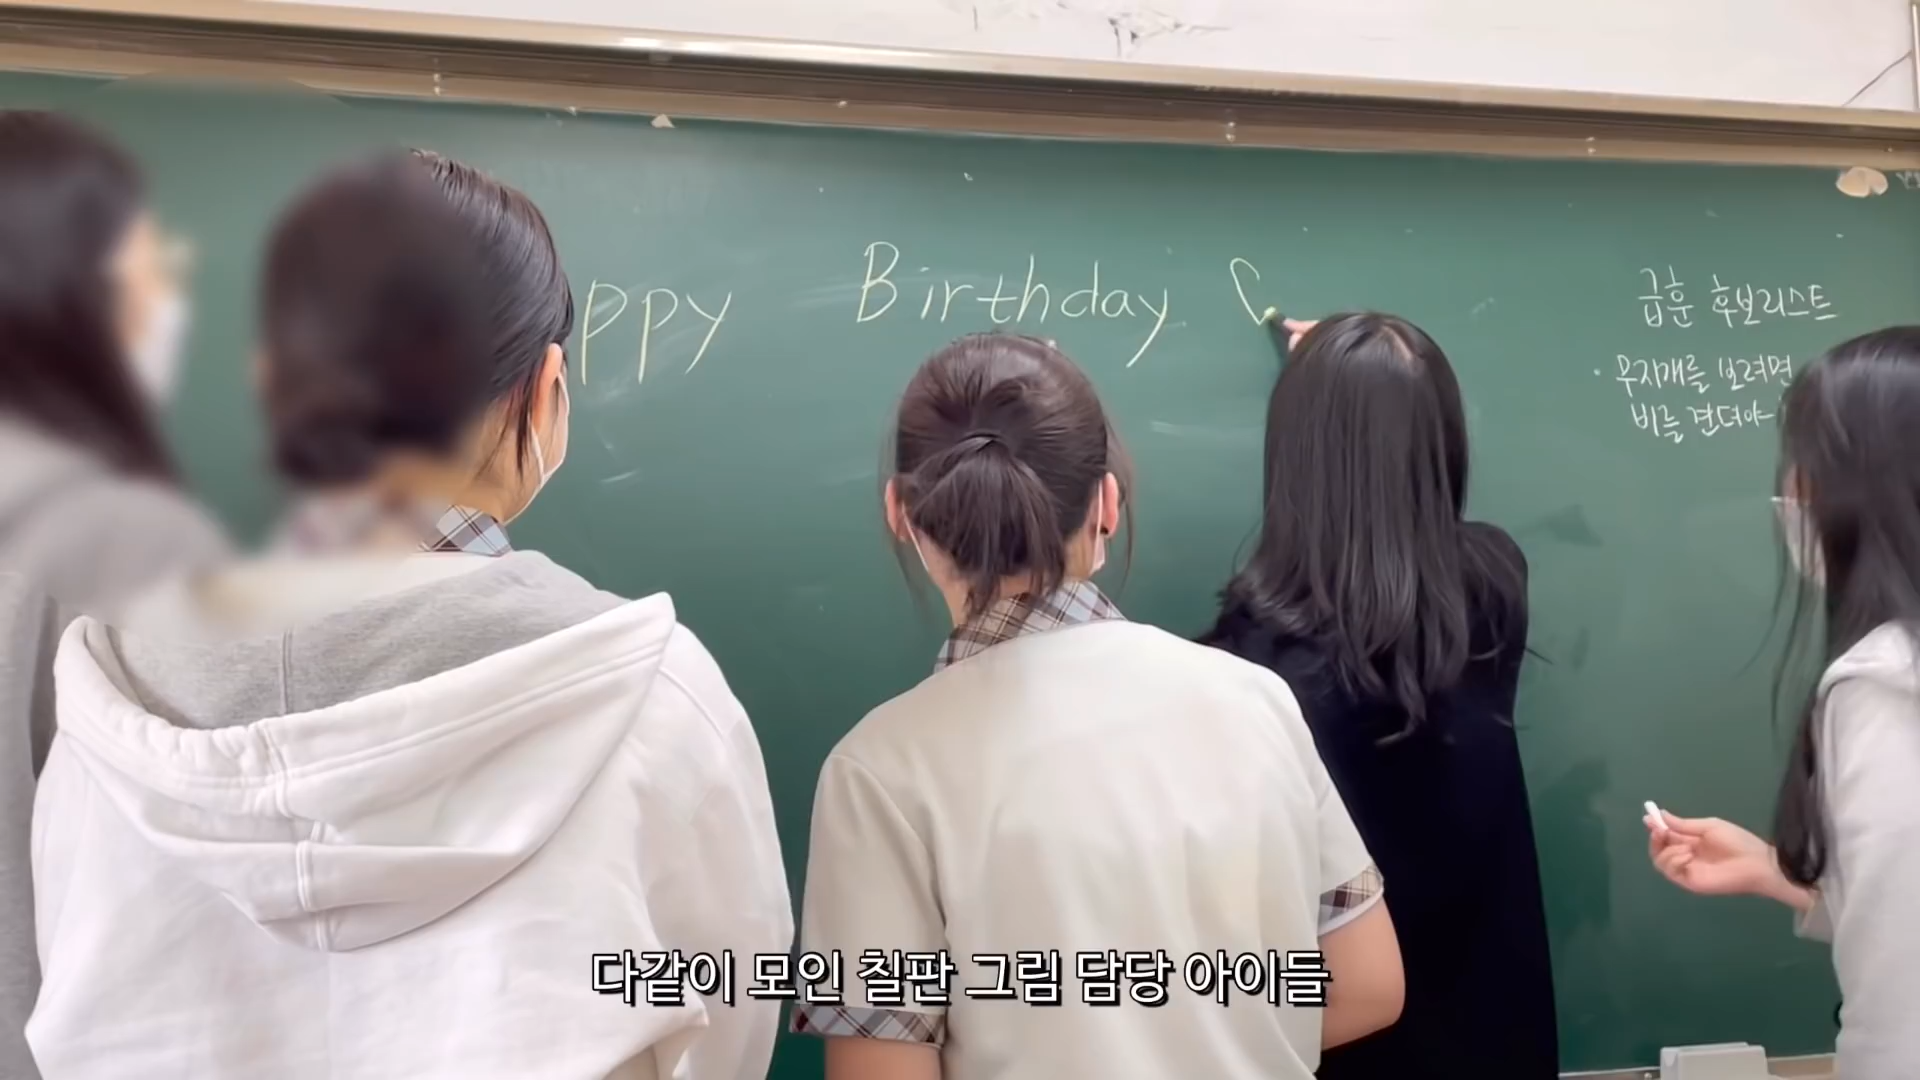 ppy Birthday
급훈 후보리스트
· 무지개를 보려면
비를 견뎌야
다같이 모인 칠판 그림 담당 아이들